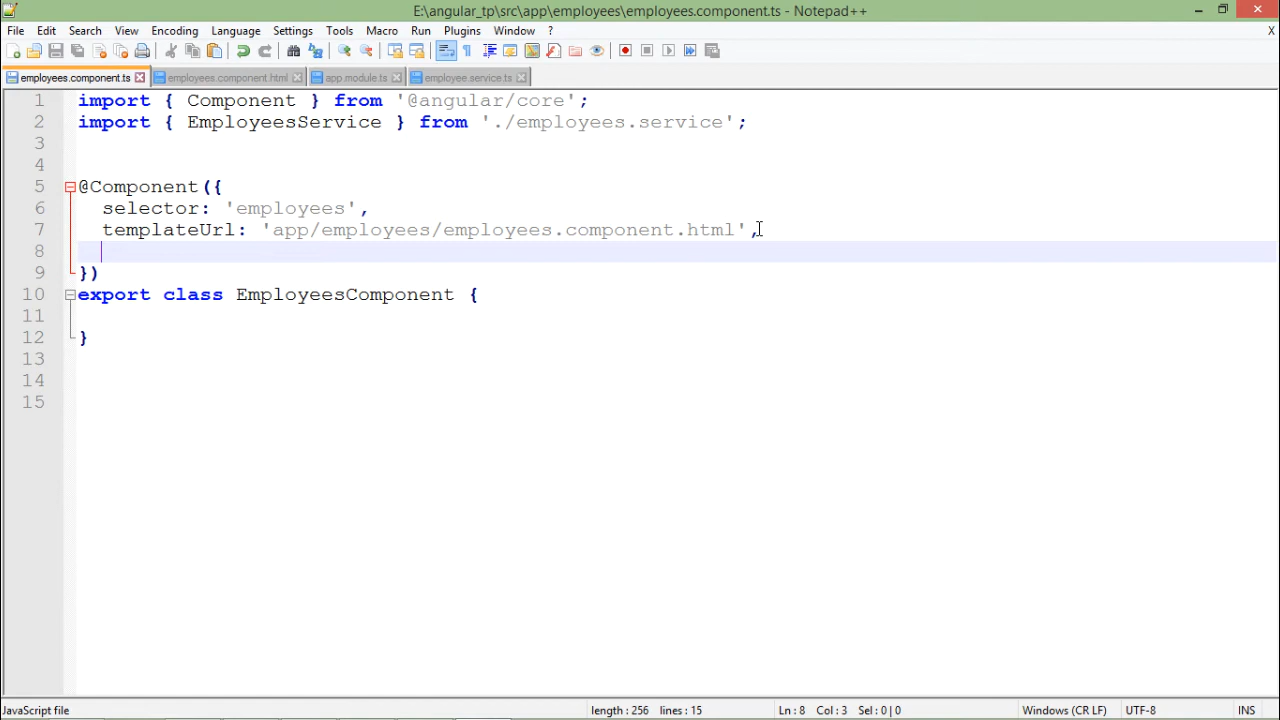 E:\angular_tp\src\app\employees\employees.component.ts - Notepad++
File Edit Search View Encoding Language Settings Tools Macro Run Plugins Window ? X
employees.component.ts employees.component.html app.module.ts employee.service.ts
1 import { Component } from '@angular/core';
2 import { EmployeesService } from './employees.service';
3
4
5 @Component({
6 selector: 'employees',
7 templateUrl: 'app/employees/employees.component.html',
8
9 })
10 export class EmployeesComponent {
11
12 }
13
14
15
JavaScript file length : 256 lines : 15 Ln : 8 Col : 3 Sel : 0 | 0 Windows (CR LF) UTF-8 INS